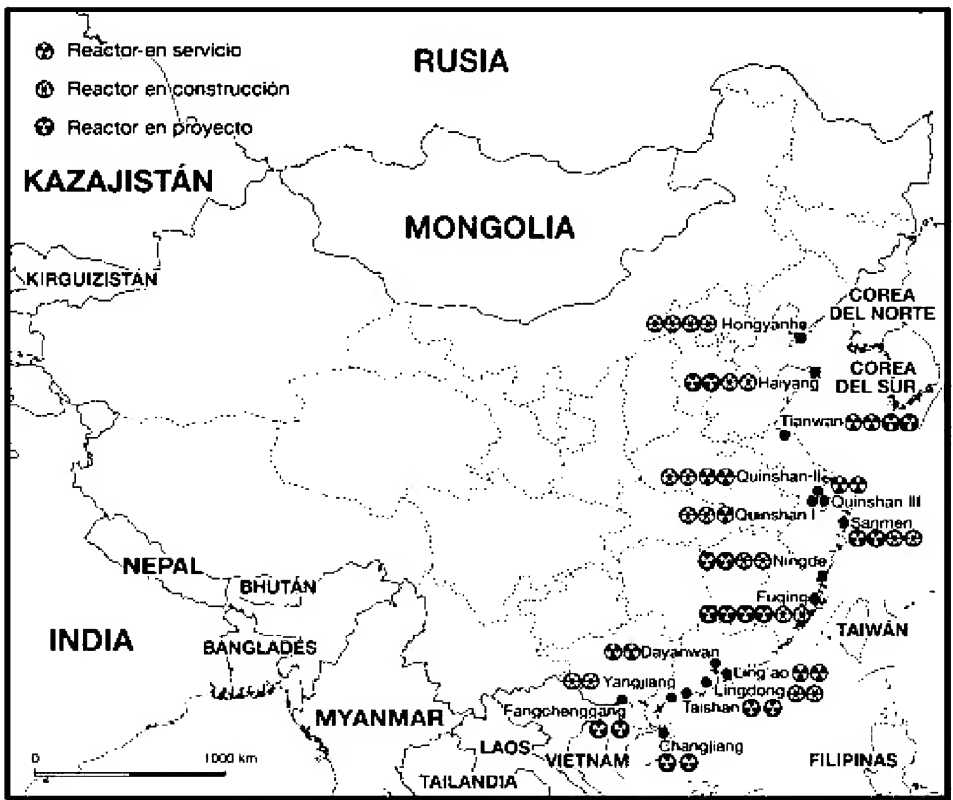 Reactor en servicio
RUSIA
Reactor en construcción
Reactor en proyecto
KAZAJISTÁN
MONGOLIA
KIRGUIZISTÁN
COREA
DEL NORTE
Hongyanhe
COREA
DEL SUR
Haiyang
Tianwan
Quinshan-II
Quinshan III
Quinshan I
Sanmen
NEPAL
Ningde
BHUTÁN
Fuqing
INDIA
TAIWÁN
BANGLADÉS
Dayanwan
Ling'ao
Yangjiang
Lingdong
Taishan
Fangchenggang
MYANMAR
Changjiang
LAOS
VIETNAM
FILIPINAS
0 1000 km
TAILANDIA